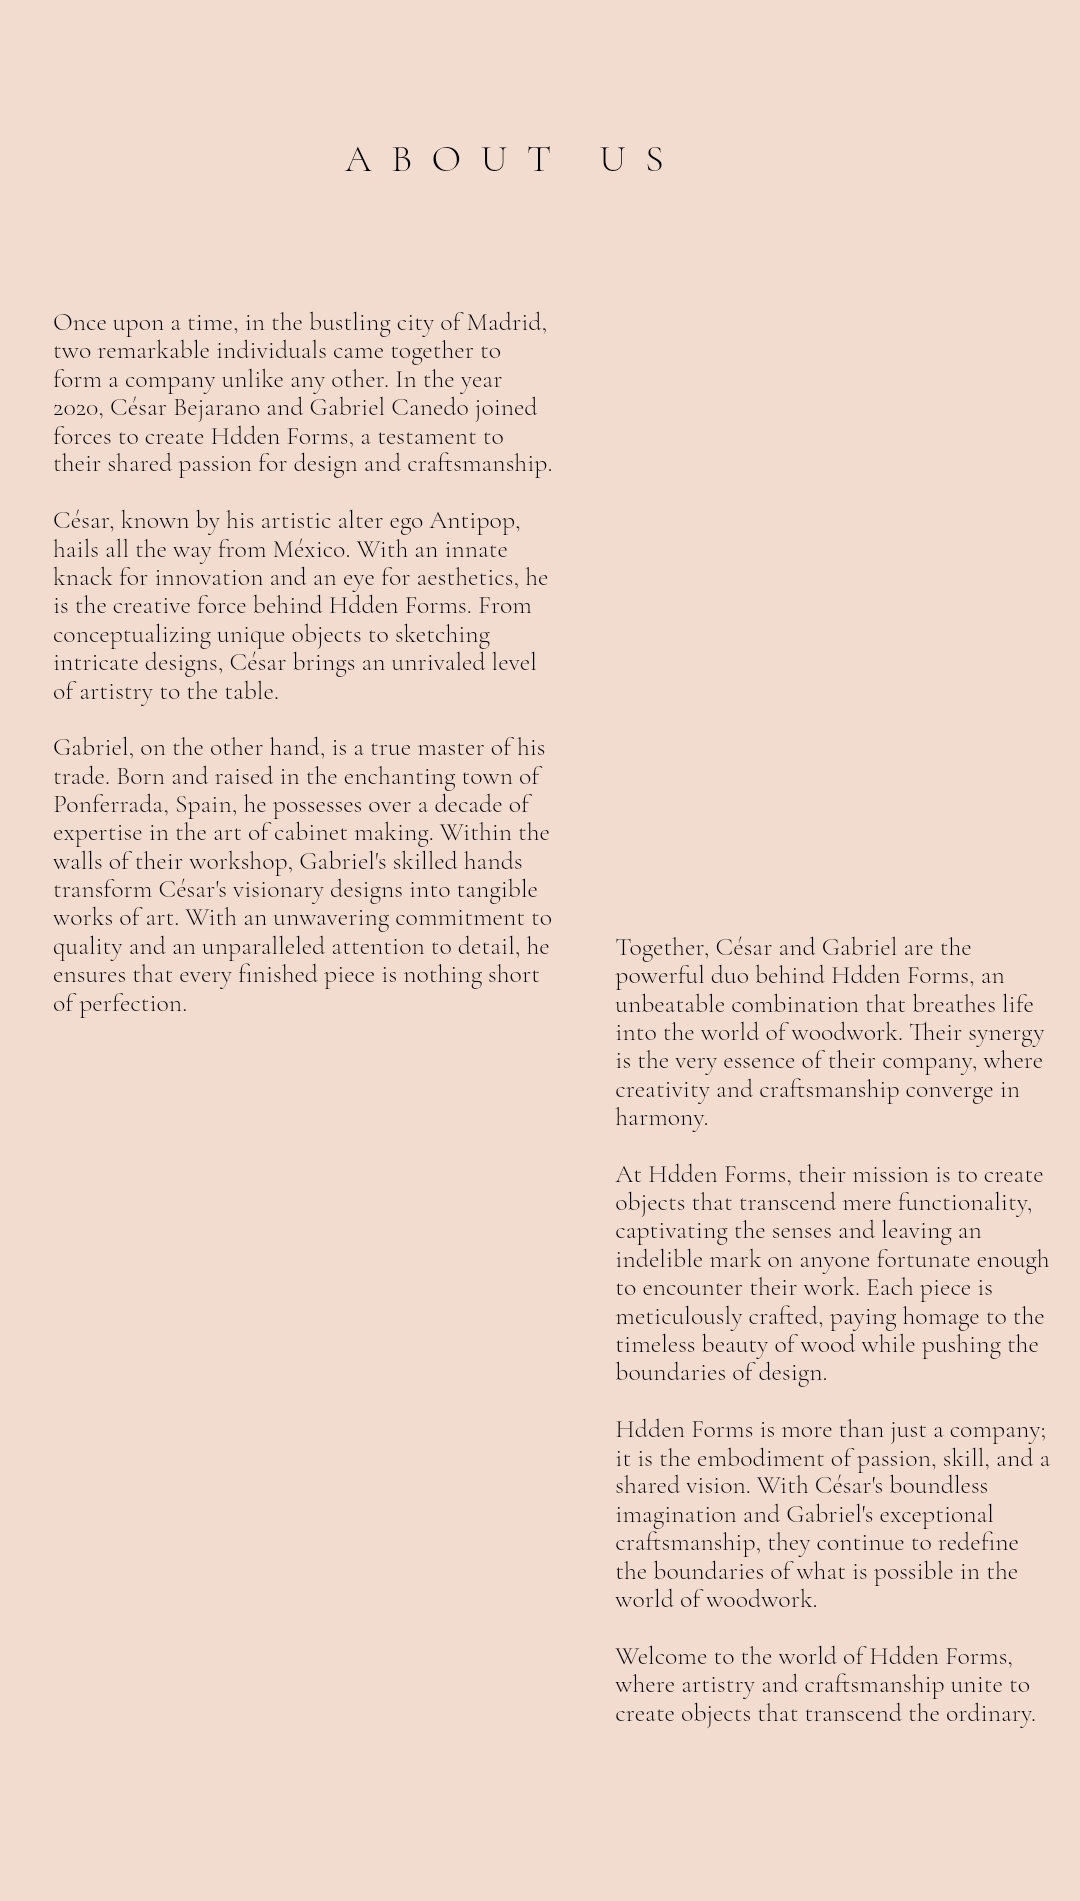 ABOUT US
Once upon a time, in the bustling city of Madrid,
two remarkable individuals came together to
form a company unlike any other. In the year
2020, César Bejarano and Gabriel Canedo joined
forces to create Hdden Forms, a testament to
their shared passion for design and craftsmanship.
César, known by his artistic alter ego Antipop,
hails all the way from México. With an innate
knack for innovation and an eye for aesthetics, he
is the creative force behind Hdden Forms. From
conceptualizing unique objects to sketching
intricate designs, César brings an unrivaled level
of artistry to the table.
Gabriel, on the other hand, is a true master of his
trade. Born and raised in the enchanting town of
Ponferrada, Spain, he possesses over a decade of
expertise in the art of cabinet making. Within the
walls of their workshop, Gabriel's skilled hands
transform César's visionary designs into tangible
works of art. With an unwavering commitment to
quality and an unparalleled attention to detail, he
ensures that every finished piece is nothing short
of perfection.
Together, César and Gabriel are the
powerful duo behind Hdden Forms, an
unbeatable combination that breathes life
into the world of woodwork. Their synergy
is the very essence of their company, where
creativity and craftsmanship converge in
harmony.
At Hdden Forms, their mission is to create
objects that transcend mere functionality,
captivating the senses and leaving an
indelible mark on anyone fortunate enough
to encounter their work. Each piece is
meticulously crafted, paying homage to the
timeless beauty of wood while pushing the
boundaries of design.
Hdden Forms is more than just a company;
it is the embodiment of passion, skill, and a
shared vision. With César's boundless
imagination and Gabriel's exceptional
craftsmanship, they continue to redefine
the boundaries of what is possible in the
world of woodwork.
Welcome to the world of Hdden Forms,
where artistry and craftsmanship unite to
create objects that transcend the ordinary.